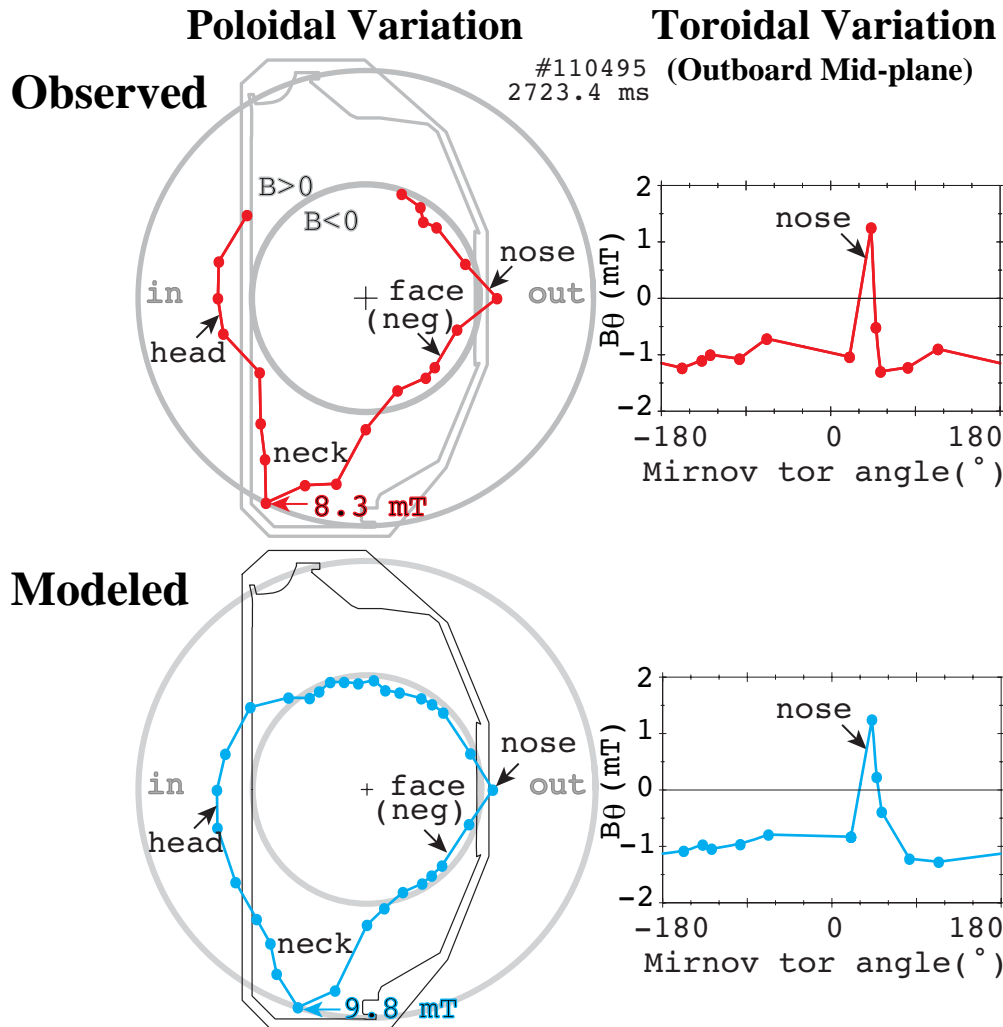 Poloidal Variation
Toroidal Variation
(Outboard Mid-plane)
#110495
2723.4 ms
Observed
B>0
B<0
nose
in
face
(neg)
out
head
neck
8.3 mT
2
1
0
-1
-2
Bθ (mT)
nose
-180
0
180
Mirnov tor angle(°)
Modeled
nose
in
face
(neg)
out
head
neck
9.8 mT
2
1
0
-1
-2
Bθ (mT)
nose
-180
0
180
Mirnov tor angle(°)